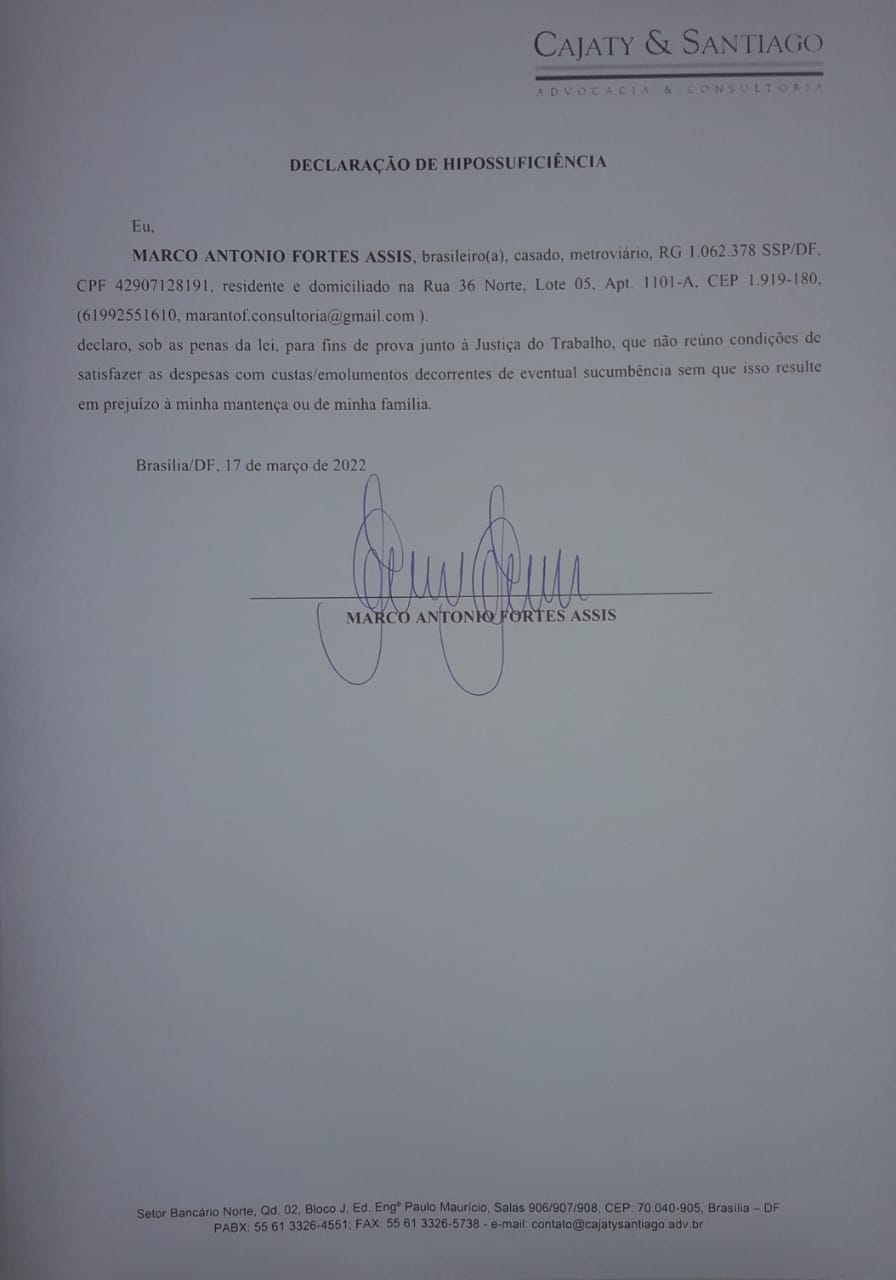 CAJATY & SANTIAGO
ADVOCACIA & CONSULTORIA
DECLARAÇÃO DE HIPOSSUFICIÊNCIA
Eu,
MARCO ANTONIO FORTES ASSIS, brasileiro(a), casado, metroviário, RG 1.062.378 SSP/DF,
CPF 42907128191, residente e domiciliado na Rua 36 Norte, Lote 05, Apt. 1101-A, CEP 1.919-180,
(61992551610, marantof.consultoria@gmail.com ).
declaro, sob as penas da lei, para fins de prova junto à Justiça do Trabalho, que não reúno condições de
satisfazer as despesas com custas/emolumentos decorrentes de eventual sucumbência sem que isso resulte
em prejuízo à minha mantença ou de minha família.
Brasília/DF, 17 de março de 2022
MARCO ANTONIO FORTES ASSIS
Setor Bancário Norte, Qd. 02, Bloco J, Ed. Engº Paulo Maurício, Salas 906/907/908, CEP: 70.040-905, Brasília – DF
PABX: 55 61 3326-4551; FAX: 55 61 3326-5738 - e-mail: contato@cajatysantiago.adv.br